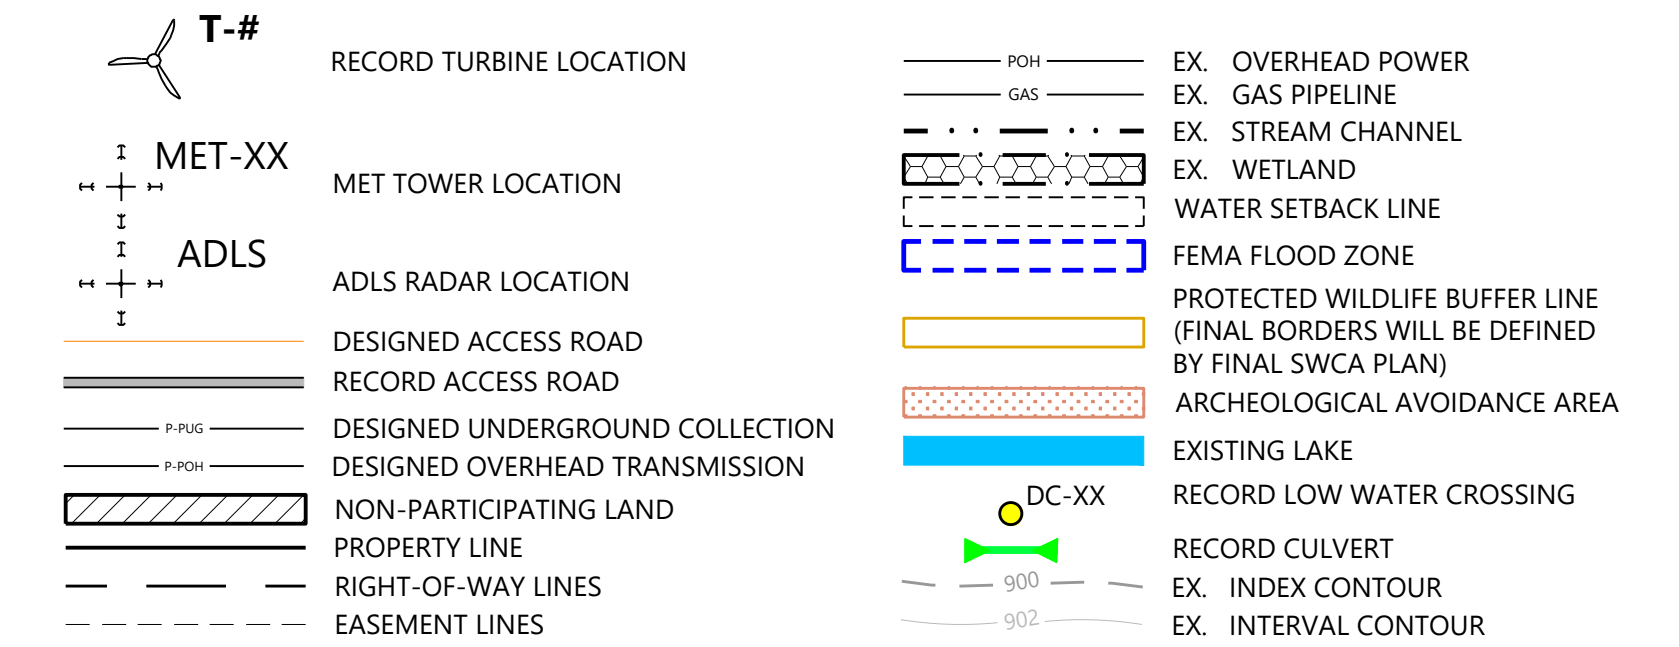 T-#
RECORD TURBINE LOCATION
MET-XX
MET TOWER LOCATION
ADLS
ADLS RADAR LOCATION
DESIGNED ACCESS ROAD
RECORD ACCESS ROAD
P-PUG
DESIGNED UNDERGROUND COLLECTION
P-POH
DESIGNED OVERHEAD TRANSMISSION
NON-PARTICIPATING LAND
PROPERTY LINE
RIGHT-OF-WAY LINES
EASEMENT LINES
POH
EX. OVERHEAD POWER
GAS
EX. GAS PIPELINE
EX. STREAM CHANNEL
EX. WETLAND
WATER SETBACK LINE
FEMA FLOOD ZONE
PROTECTED WILDLIFE BUFFER LINE
(FINAL BORDERS WILL BE DEFINED
BY FINAL SWCA PLAN)
ARCHEOLOGICAL AVOIDANCE AREA
EXISTING LAKE
DC-XX
RECORD LOW WATER CROSSING
RECORD CULVERT
900
EX. INDEX CONTOUR
902
EX. INTERVAL CONTOUR